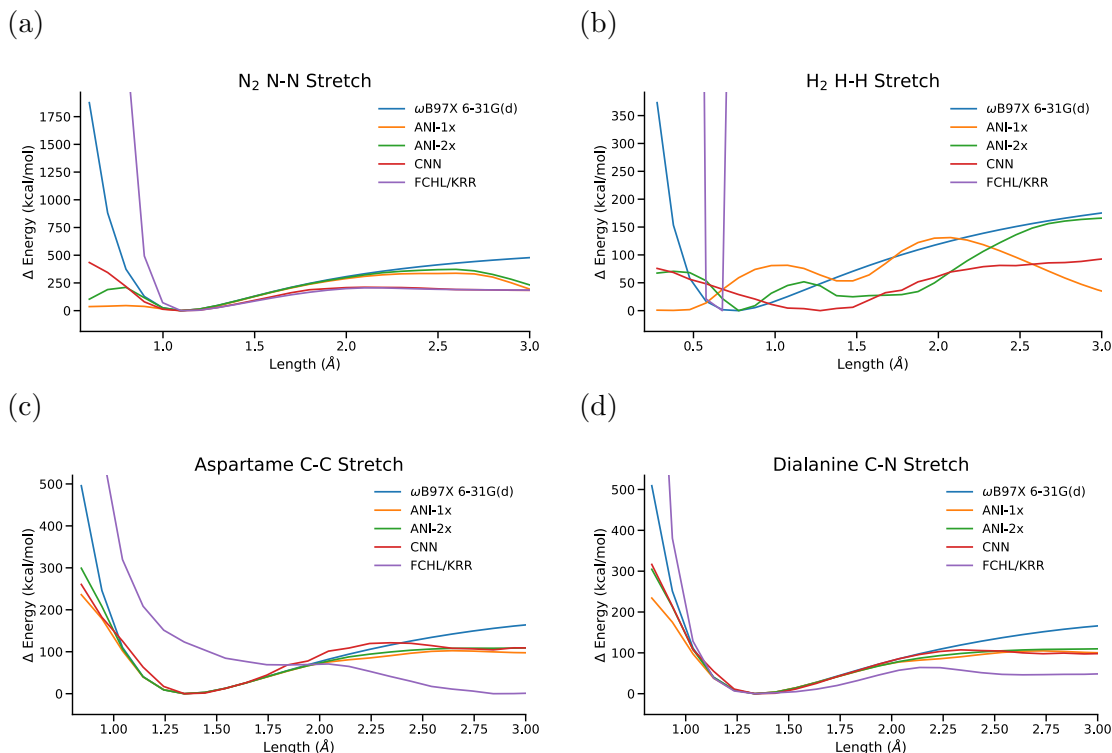 (a)
N₂ N-N Stretch
Δ Energy (kcal/mol)
1750
1500
1250
1000
750
500
250
0
ωB97X 6-31G(d)
ANI-1x
ANI-2x
CNN
FCHL/KRR
1.0 1.5 2.0 2.5 3.0
Length (Å)
(b)
H₂ H-H Stretch
Δ Energy (kcal/mol)
350
300
250
200
150
100
50
0
ωB97X 6-31G(d)
ANI-1x
ANI-2x
CNN
FCHL/KRR
0.5 1.0 1.5 2.0 2.5 3.0
Length (Å)
(c)
Aspartame C-C Stretch
Δ Energy (kcal/mol)
500
400
300
200
100
0
ωB97X 6-31G(d)
ANI-1x
ANI-2x
CNN
FCHL/KRR
1.00 1.25 1.50 1.75 2.00 2.25 2.50 2.75 3.00
Length (Å)
(d)
Dialanine C-N Stretch
Δ Energy (kcal/mol)
500
400
300
200
100
0
ωB97X 6-31G(d)
ANI-1x
ANI-2x
CNN
FCHL/KRR
1.00 1.25 1.50 1.75 2.00 2.25 2.50 2.75 3.00
Length (Å)